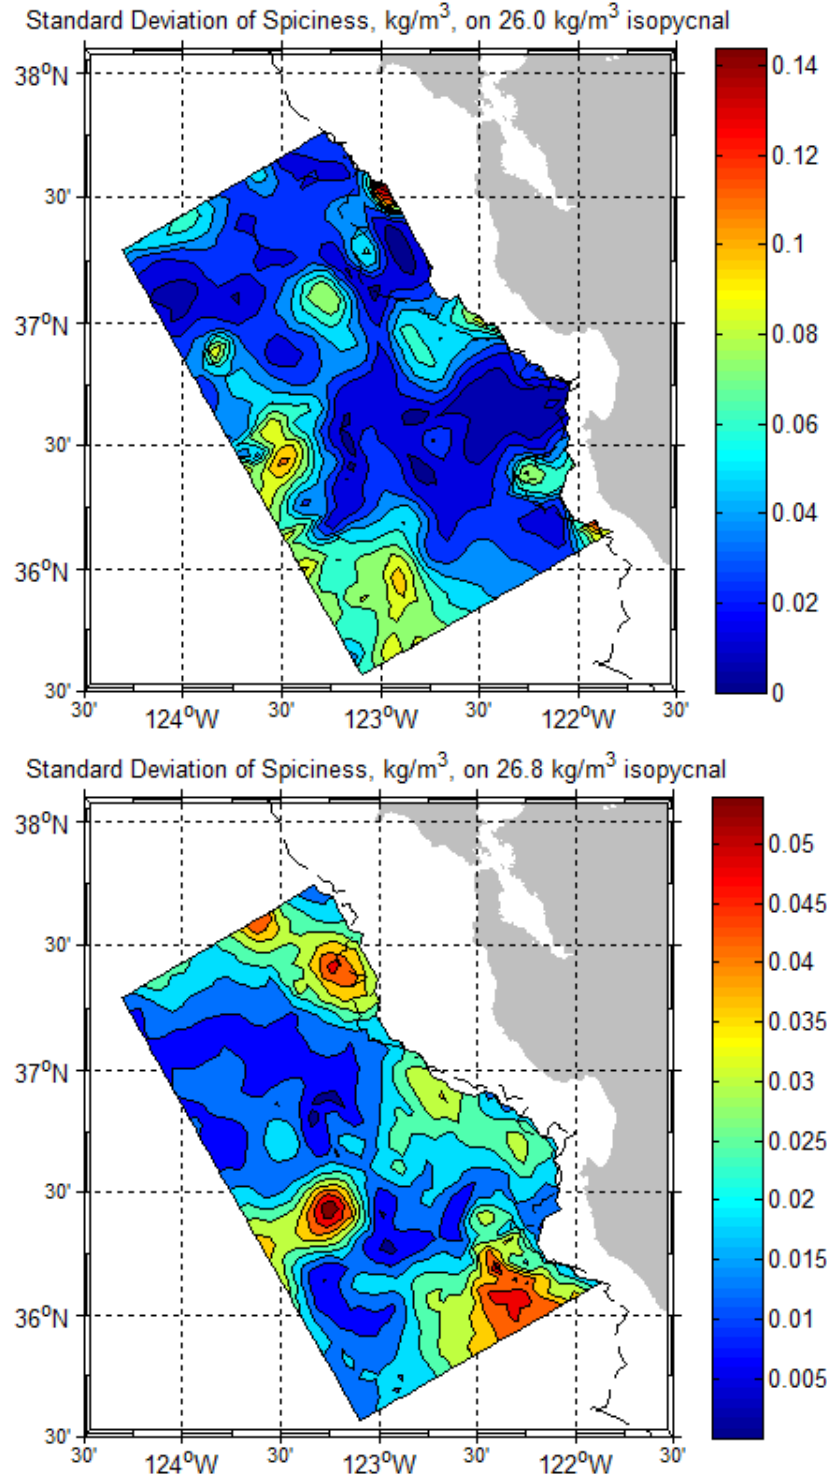 Standard Deviation of Spiciness, kg/m³, on 26.0 kg/m³ isopycnal
38°N
30'
37°N
30'
36°N
30'
30' 124°W 30' 123°W 30' 122°W 30'
0.14
0.12
0.1
0.08
0.06
0.04
0.02
0
Standard Deviation of Spiciness, kg/m³, on 26.8 kg/m³ isopycnal
38°N
30'
37°N
30'
36°N
30'
30' 124°W 30' 123°W 30' 122°W 30'
0.05
0.045
0.04
0.035
0.03
0.025
0.02
0.015
0.01
0.005